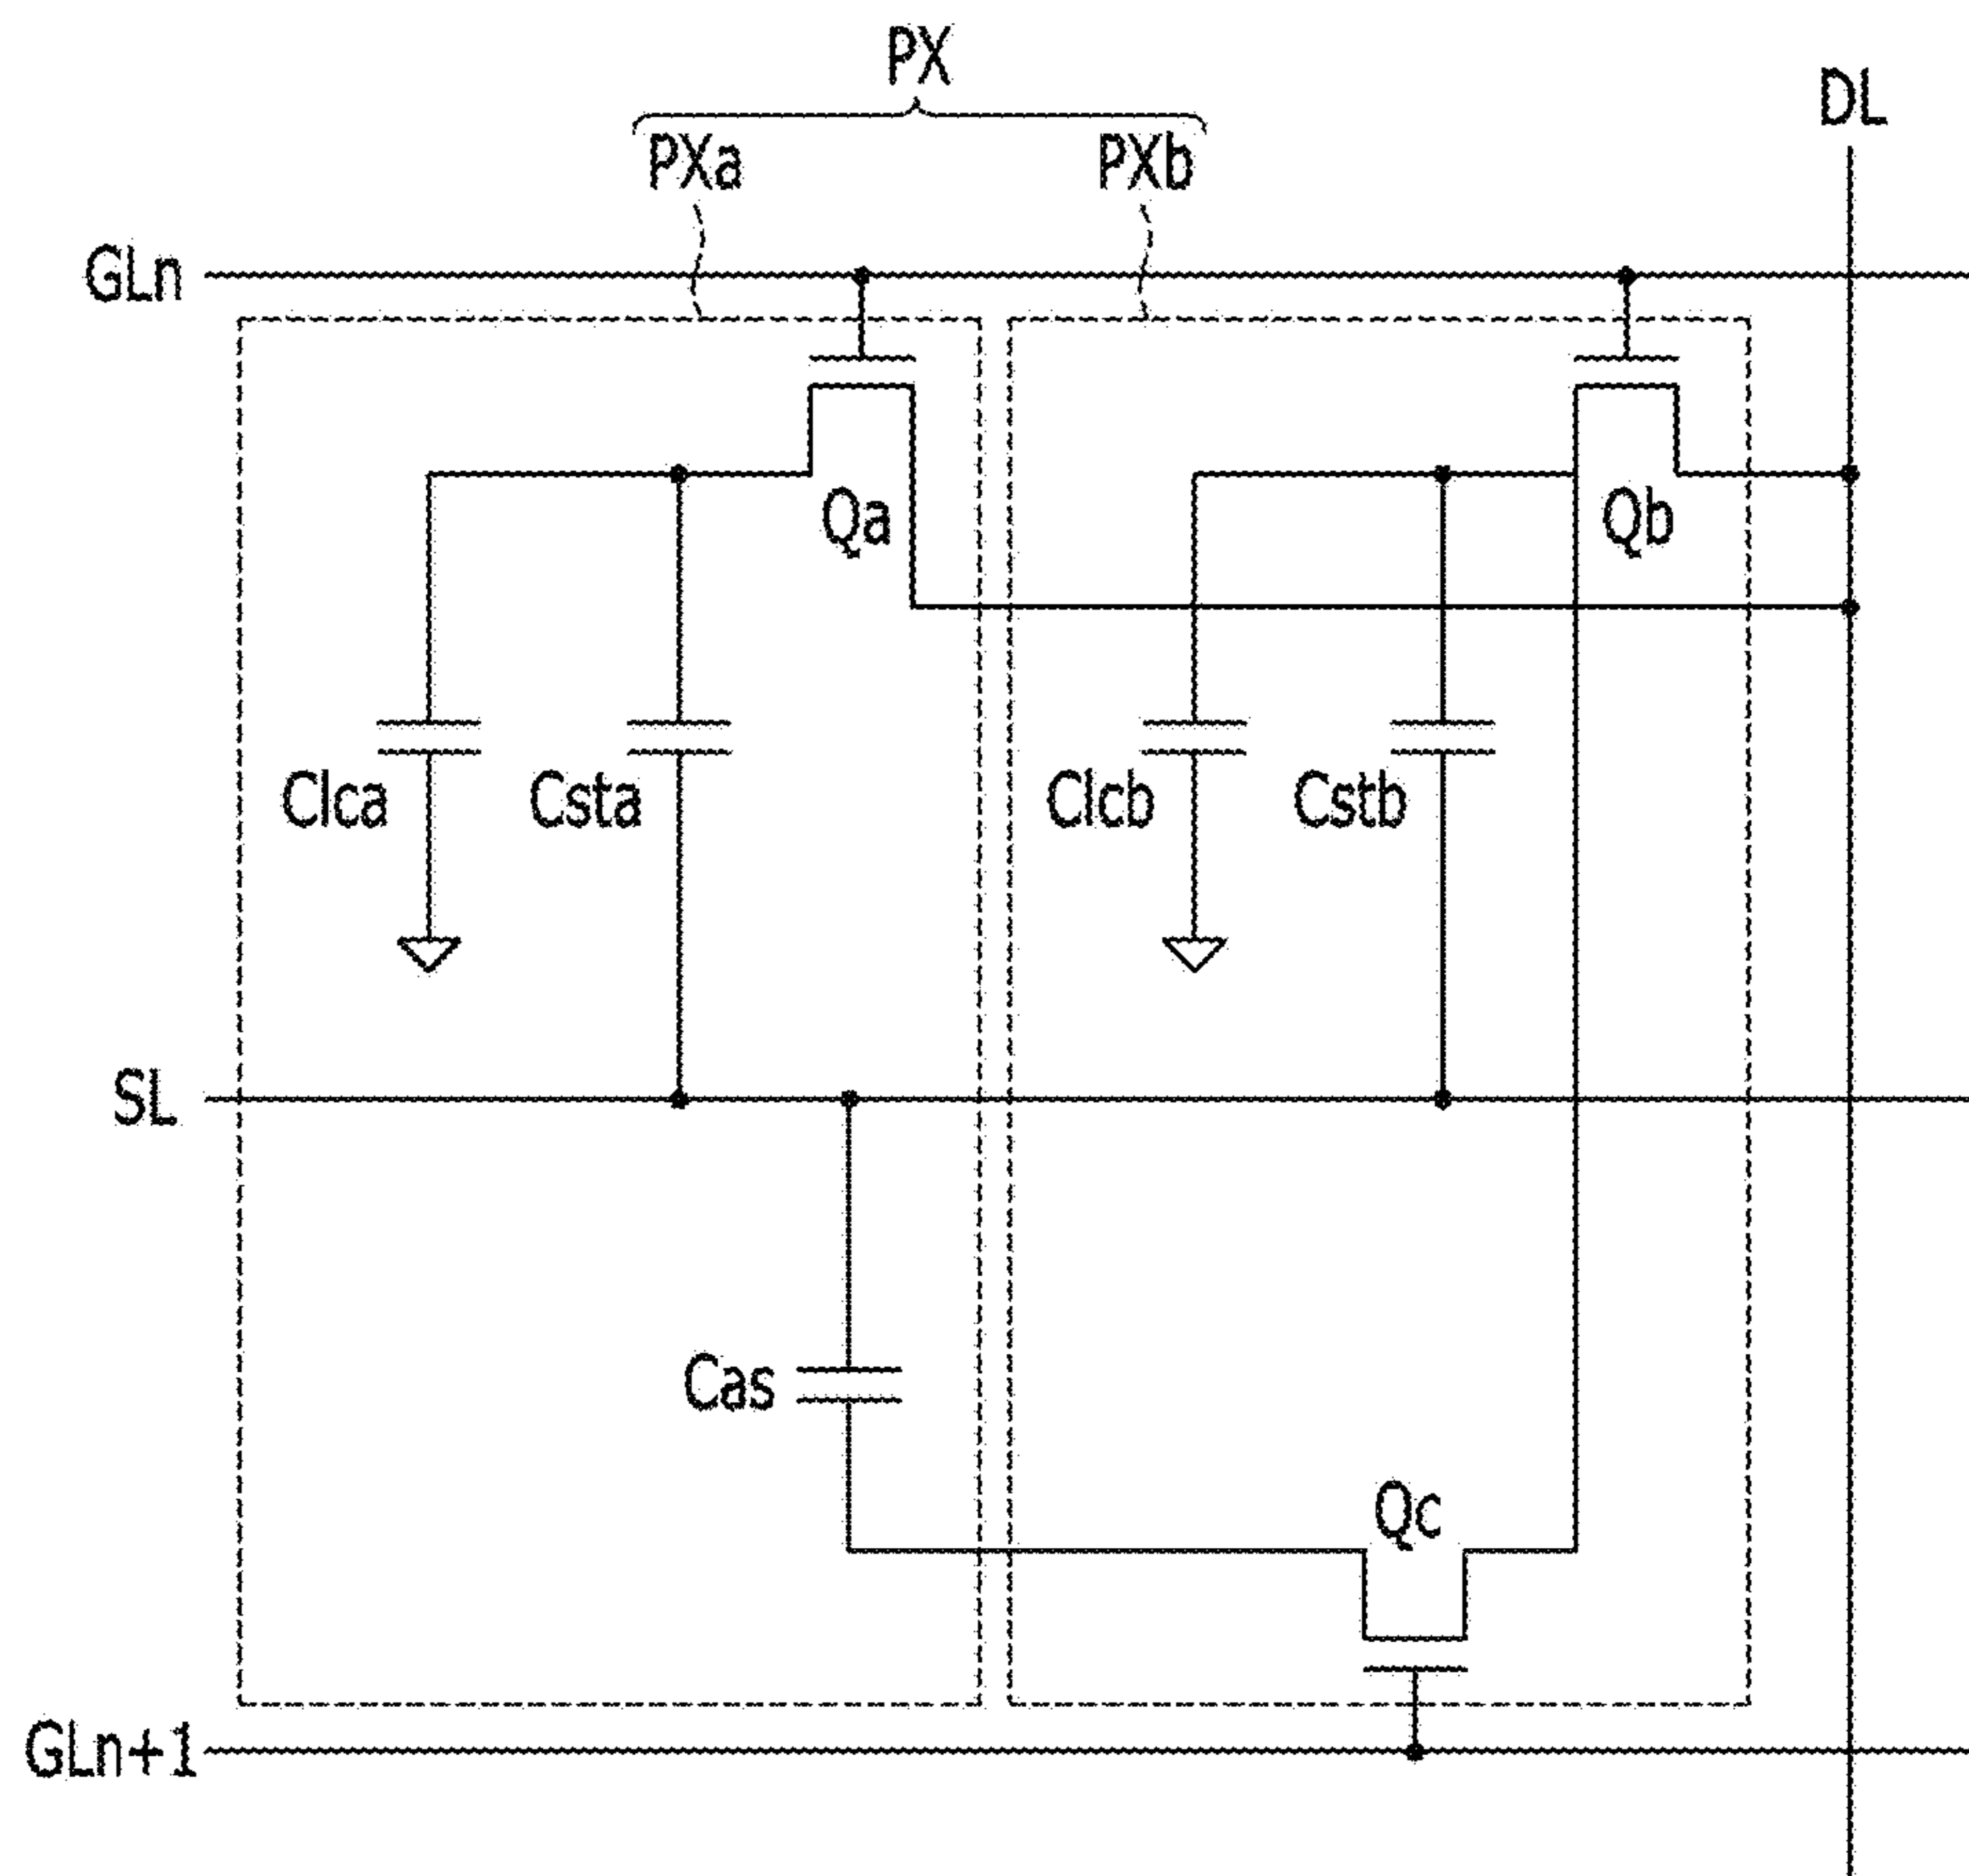 PX
DL
PXa
PXb
GLn
Qa
Qb
Clca
Csta
Clcb
Cstb
SL
Cas
Qc
GLn+1